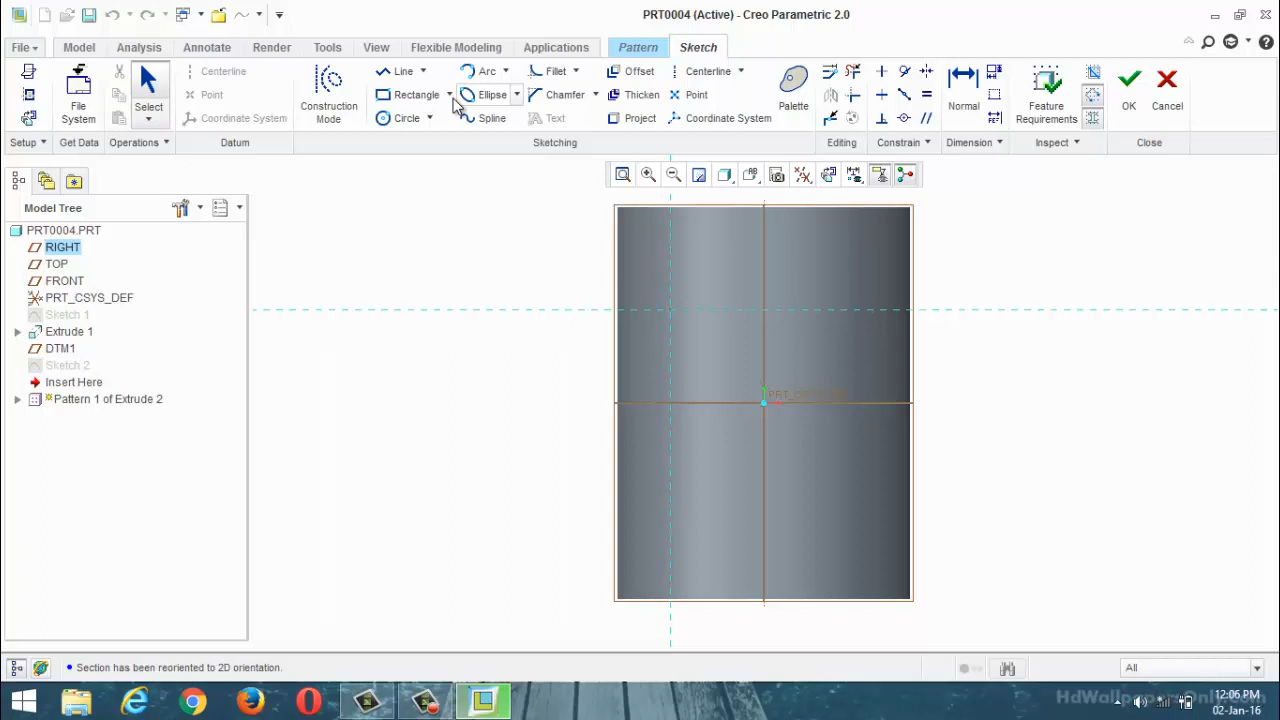 PRT0004 (Active) - Creo Parametric 2.0
File Model Analysis Annotate Render Tools View Flexible Modeling Applications Pattern Sketch
File System
Select
Centerline
Point
Coordinate System
Construction Mode
Line
Rectangle
Circle
Arc
Ellipse
Spline
Fillet
Chamfer
Text
Offset
Thicken
Project
Centerline
Point
Coordinate System
Palette
Normal
Feature Requirements
OK
Cancel
Setup Get Data Operations Datum Sketching Editing Constrain Dimension Inspect Close
Model Tree
PRT0004.PRT
RIGHT
TOP
FRONT
PRT_CSYS_DEF
Sketch 1
Extrude 1
DTM1
Sketch 2
Insert Here
Pattern 1 of Extrude 2
Section has been reoriented to 2D orientation.
All
HdWallpapersOnly.com
12:06 PM
02-Jan-16